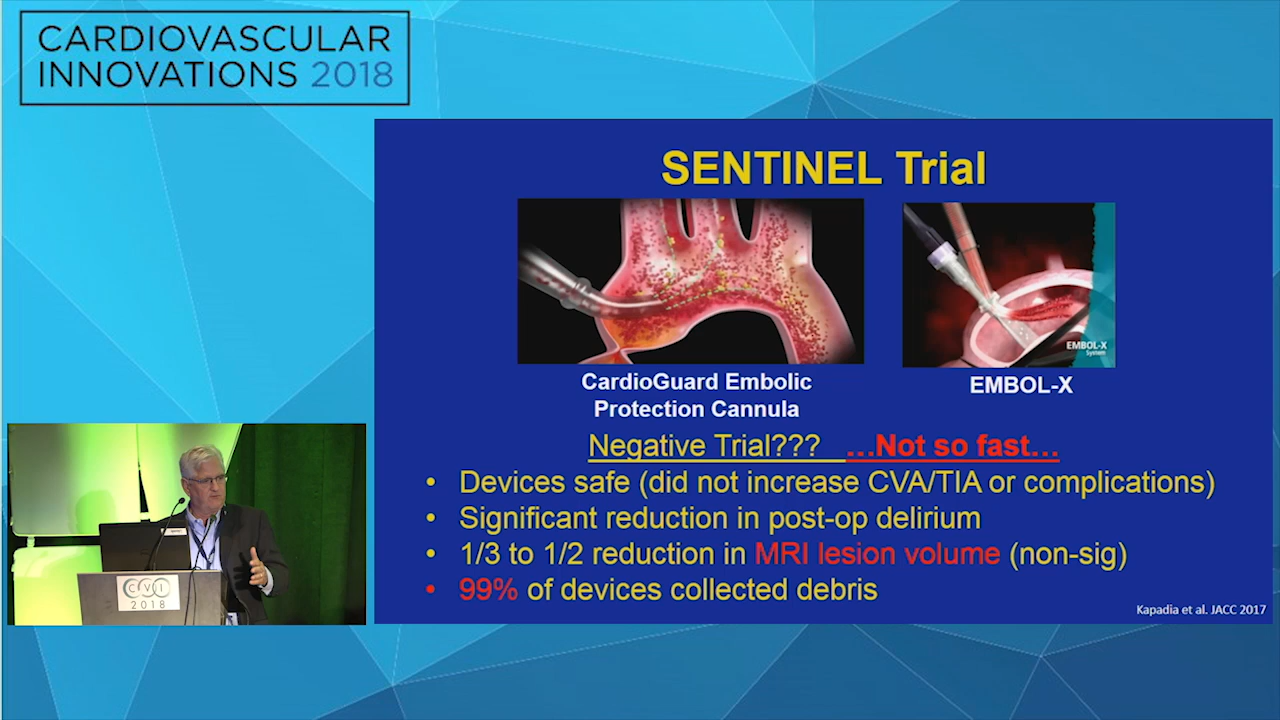 CARDIOVASCULAR
INNOVATIONS 2018
SENTINEL Trial
EMBOL-X
System
CardioGuard Embolic
Protection Cannula
EMBOL-X
Negative Trial??? …Not so fast…
• Devices safe (did not increase CVA/TIA or complications)
• Significant reduction in post-op delirium
• 1/3 to 1/2 reduction in MRI lesion volume (non-sig)
• 99% of devices collected debris
Kapadia et al. JACC 2017
CVI
2018